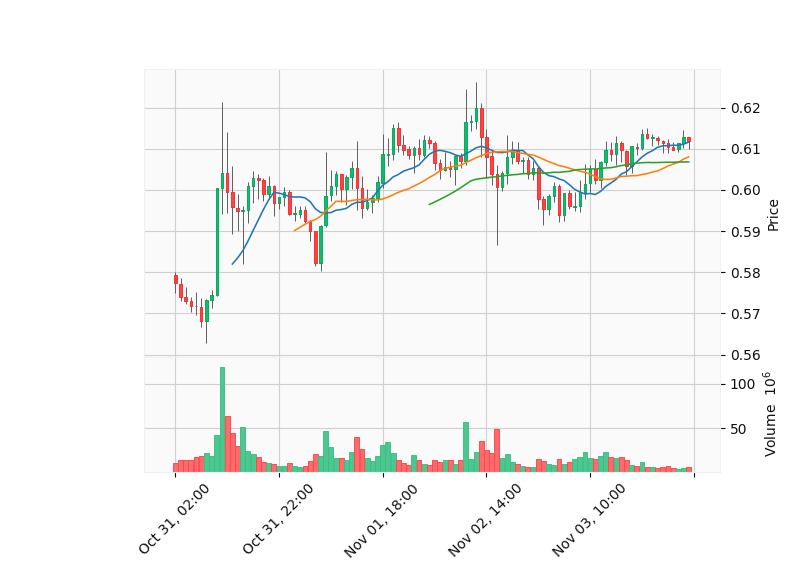 0.62
0.61
0.60
0.59
0.58
0.57
0.56
Price
100
50
Volume 10⁶
Oct 31, 02:00
Oct 31, 22:00
Nov 01, 18:00
Nov 02, 14:00
Nov 03, 10:00